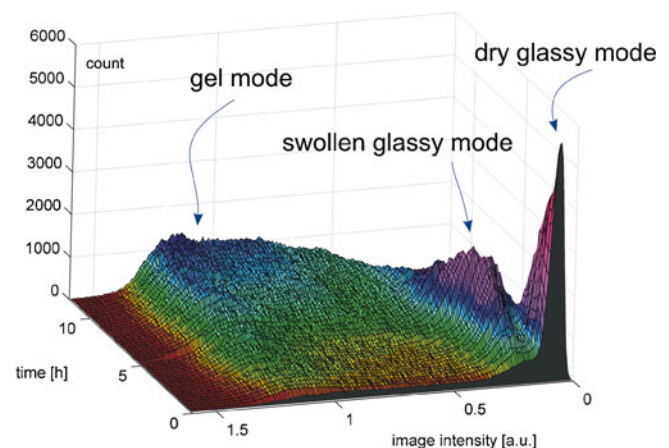 6000
count
5000
4000
3000
2000
1000
0
gel mode
swollen glassy mode
dry glassy mode
10
5
0
time [h]
1.5
1
0.5
0
image intensity [a.u.]